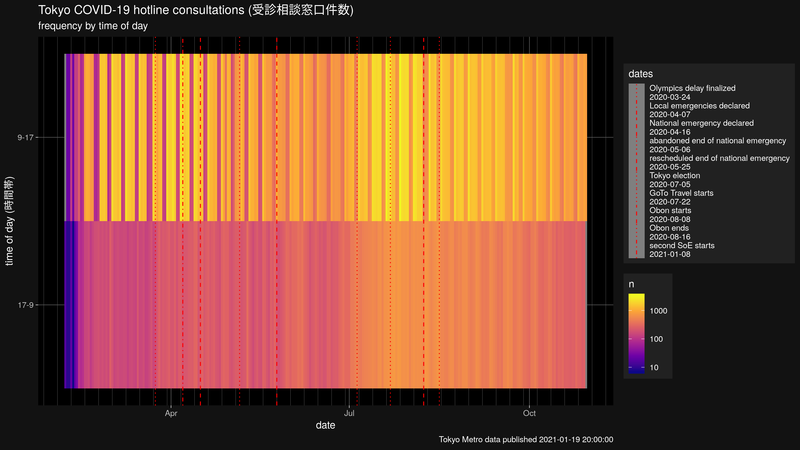 Tokyo COVID-19 hotline consultations (受診相談窓口件数)
frequency by time of day
time of day (時間帯)
9-17
17-9
Apr
Jul
Oct
date
dates
Olympics delay finalized
2020-03-24
Local emergencies declared
2020-04-07
National emergency declared
2020-04-16
abandoned end of national emergency
2020-05-06
rescheduled end of national emergency
2020-05-25
Tokyo election
2020-07-05
GoTo Travel starts
2020-07-22
Obon starts
2020-08-08
Obon ends
2020-08-16
second SoE starts
2021-01-08
n
1000
100
10
Tokyo Metro data published 2021-01-19 20:00:00